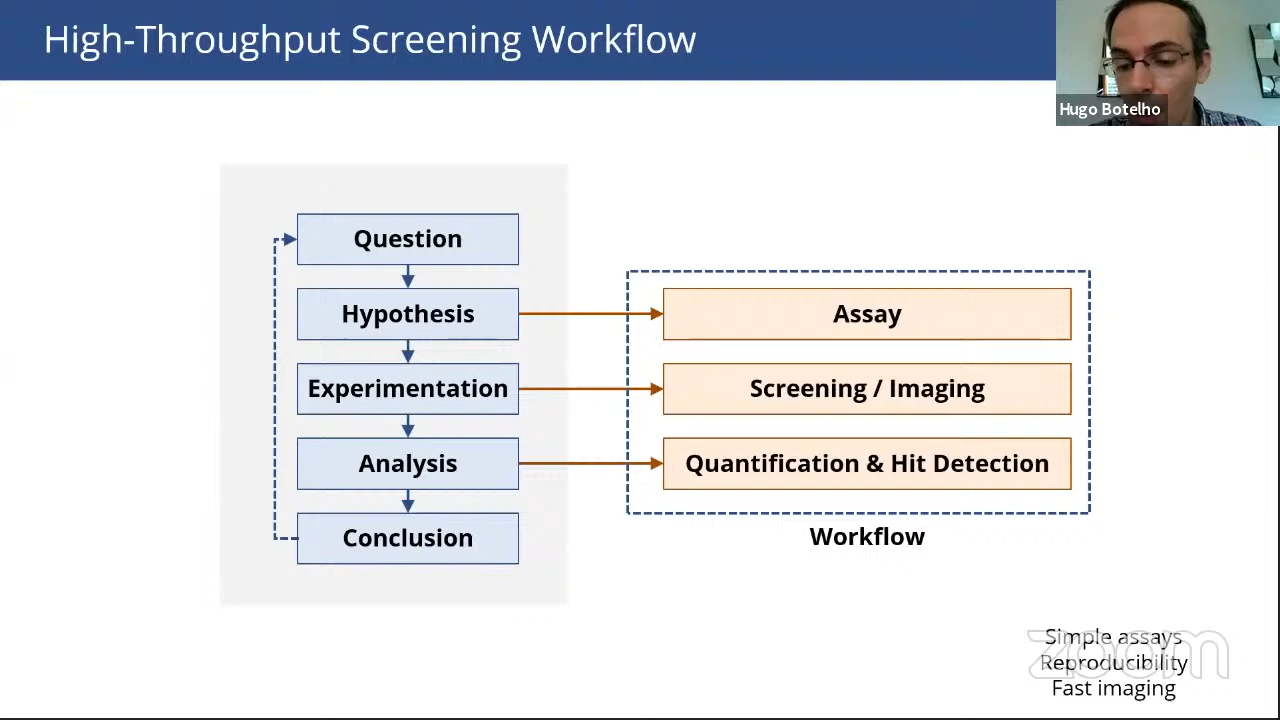 High-Throughput Screening Workflow
Hugo Botelho
Question
Hypothesis
Assay
Experimentation
Screening / Imaging
Analysis
Quantification & Hit Detection
Conclusion
Workflow
Simple assays
Reproducibility
Fast imaging
zoom